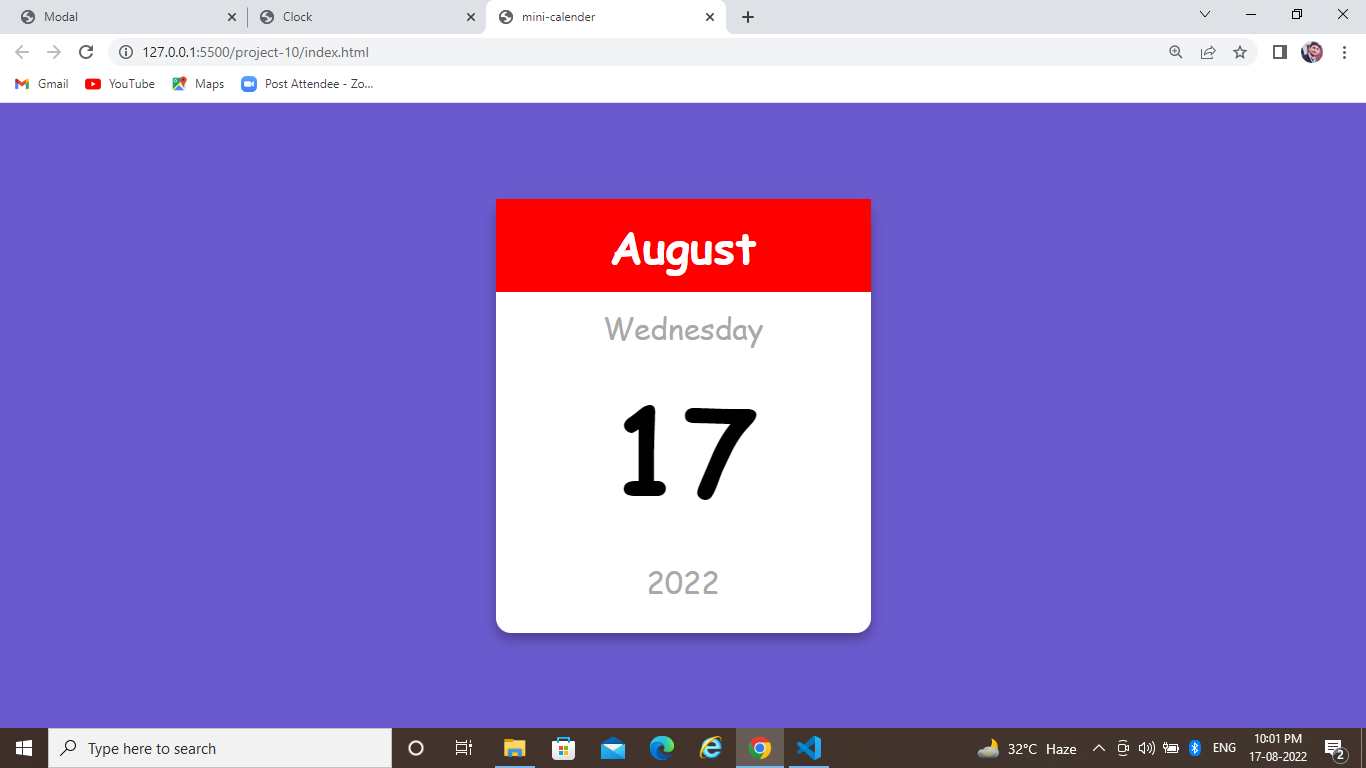 Modal
Clock
mini-calender
127.0.0.1:5500/project-10/index.html
Gmail
YouTube
Maps
Post Attendee - Zo...
August
Wednesday
17
2022
Type here to search
32°C Haze
ENG
10:01 PM
17-08-2022
2